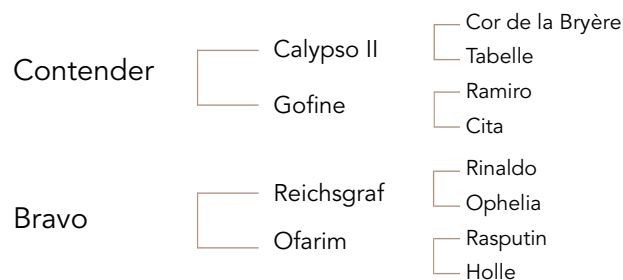 Contender
Calypso II
Cor de la Bryère
Tabelle
Gofine
Ramiro
Cita
Bravo
Reichsgraf
Rinaldo
Ophelia
Ofarim
Rasputin
Holle